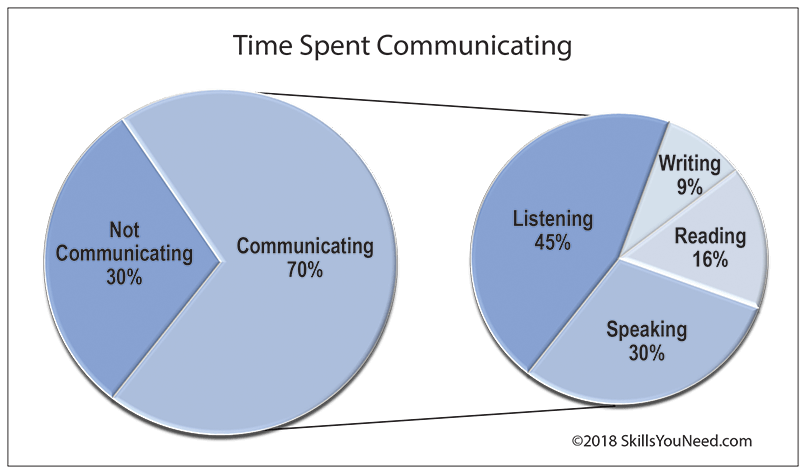 Time Spent Communicating
Not
Communicating
30%
Communicating
70%
Listening
45%
Writing
9%
Reading
16%
Speaking
30%
©2018 SkillsYouNeed.com